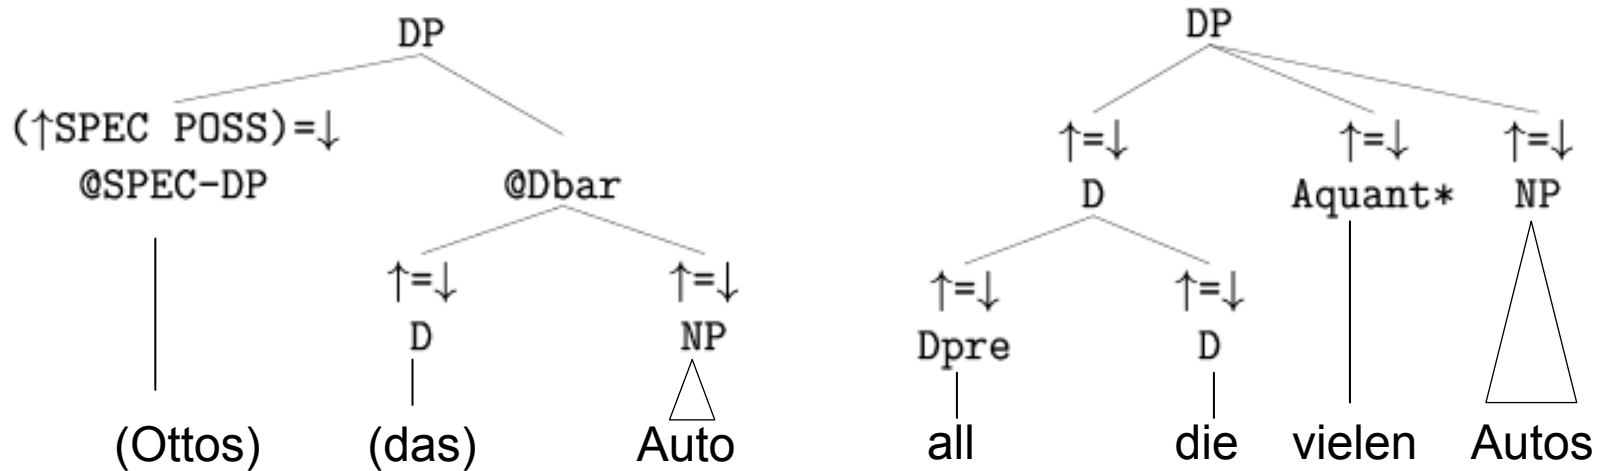 DP
(↑SPEC POSS)=↓
@SPEC-DP
@Dbar
↑=↓ ↑=↓
D NP
(Ottos) (das) Auto
DP
↑=↓ ↑=↓ ↑=↓
D Aquant* NP
↑=↓ ↑=↓
Dpre D
all die vielen Autos